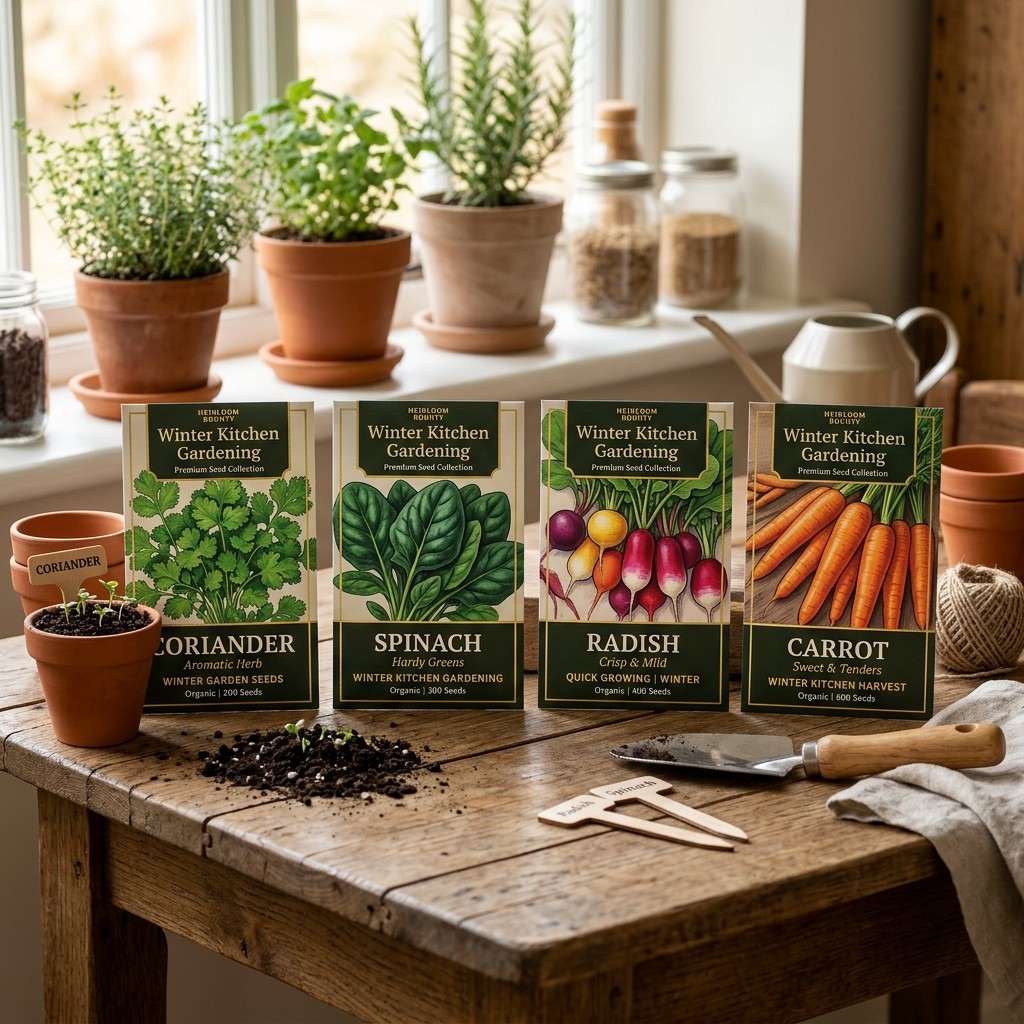 HEIRLOOM
BOUNTY
Winter Kitchen
Gardening
Premium Seed Collection
CORIANDER
Aromatic Herb
WINTER GARDEN SEEDS
Organic | 200 Seeds
HEIRLOOM
BOUNTY
Winter Kitchen
Gardening
Premium Seed Collection
SPINACH
Hardy Greens
WINTER KITCHEN GARDENING
Organic | 300 Seeds
HEIRLOOM
BOUNTY
Winter Kitchen
Gardening
Premium Seed Collection
RADISH
Crisp & Mlid
QUICK GROWING | WINTER
Organic | 400 Seeds
HEIRLOOM
BOUNTY
Winter Kitchen
Gardening
Premium Seed Collection
CARROT
Swect & Tenders
WINTER KITCHEN HARVEST
Organic | 600 Seeds
CORIANDER
Spinach